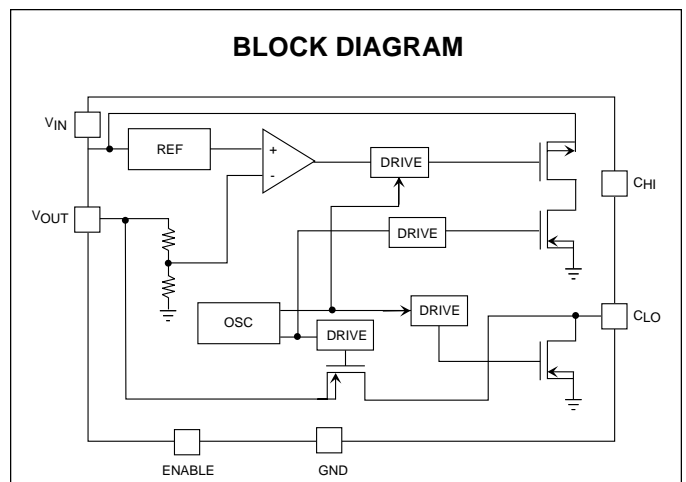 BLOCK DIAGRAM
VIN
REF
+
-
DRIVE
CHI
VOUT
DRIVE
OSC
DRIVE
DRIVE
CLO
ENABLE
GND